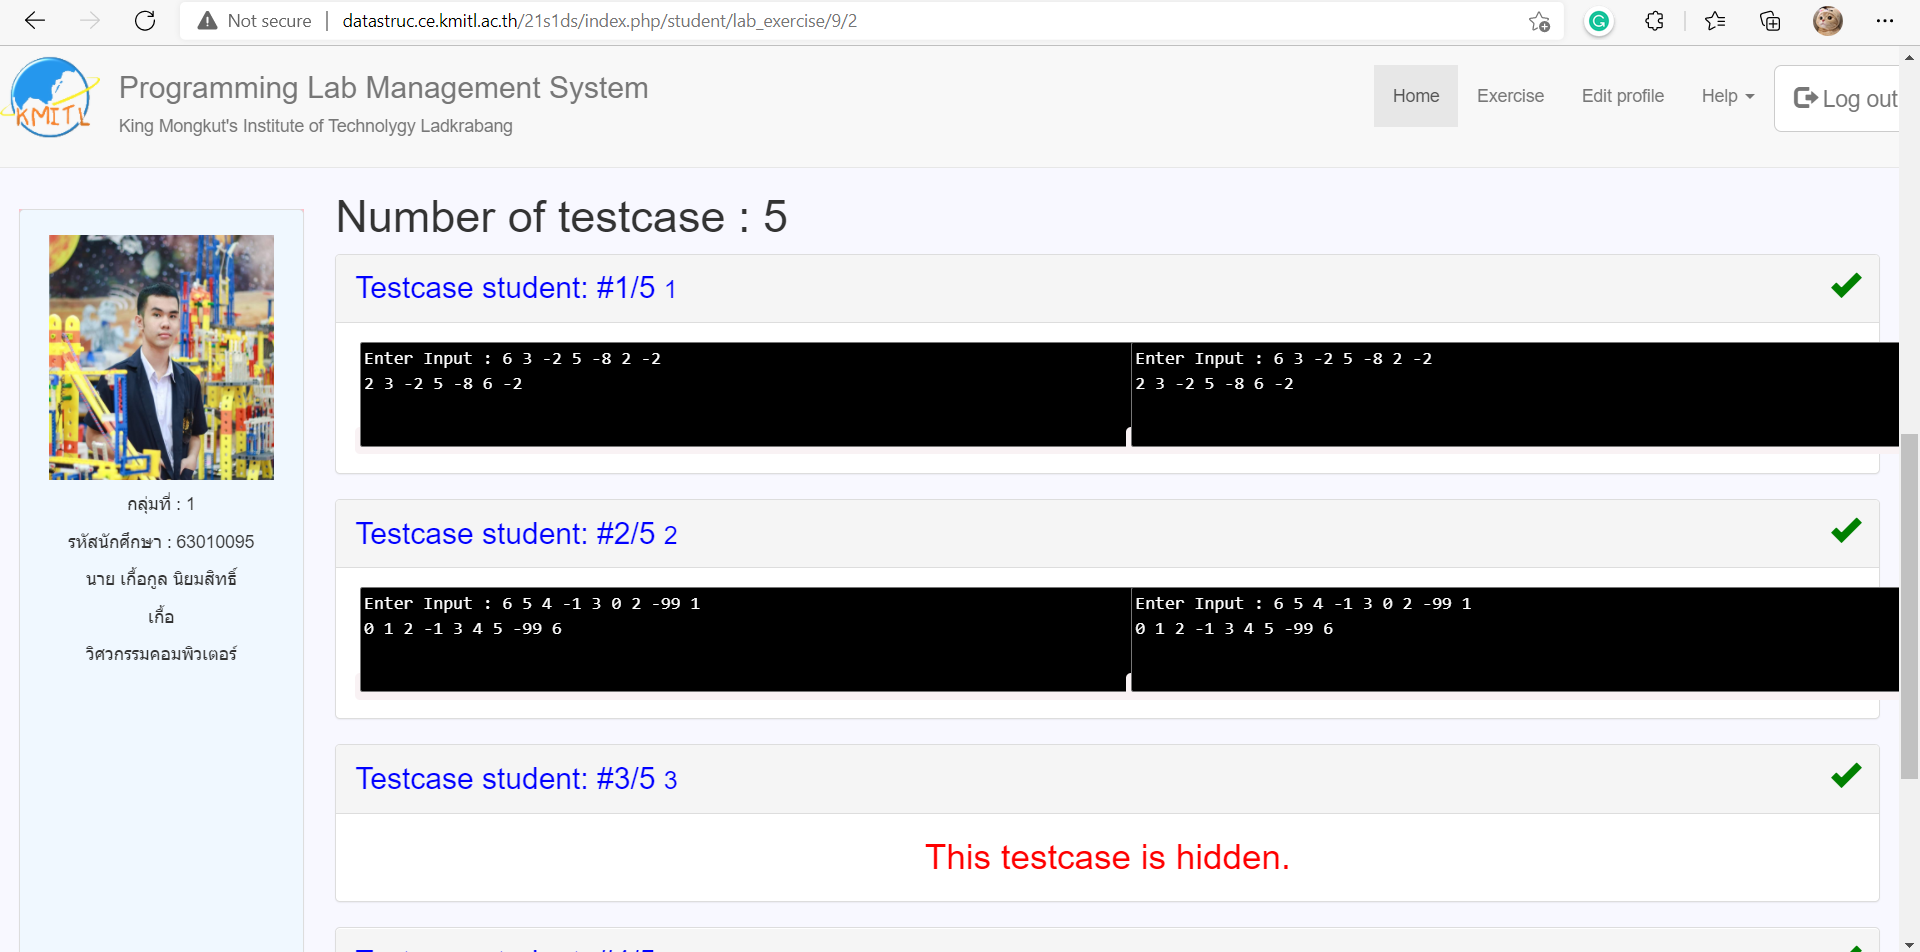 Not secure | datastruc.ce.kmitl.ac.th/21s1ds/index.php/student/lab_exercise/9/2
KMITL
Programming Lab Management System
King Mongkut's Institute of Technolygy Ladkrabang
Home Exercise Edit profile Help Log out
Number of testcase : 5
Testcase student: #1/5 1
Enter Input : 6 3 -2 5 -8 2 -2
2 3 -2 5 -8 6 -2
Enter Input : 6 3 -2 5 -8 2 -2
2 3 -2 5 -8 6 -2
กลุ่มที่ : 1
รหัสนักศึกษา : 63010095
นาย เกื้อกูล นิยมสิทธิ์
เกื้อ
วิศวกรรมคอมพิวเตอร์
Testcase student: #2/5 2
Enter Input : 6 5 4 -1 3 0 2 -99 1
0 1 2 -1 3 4 5 -99 6
Enter Input : 6 5 4 -1 3 0 2 -99 1
0 1 2 -1 3 4 5 -99 6
Testcase student: #3/5 3
This testcase is hidden.